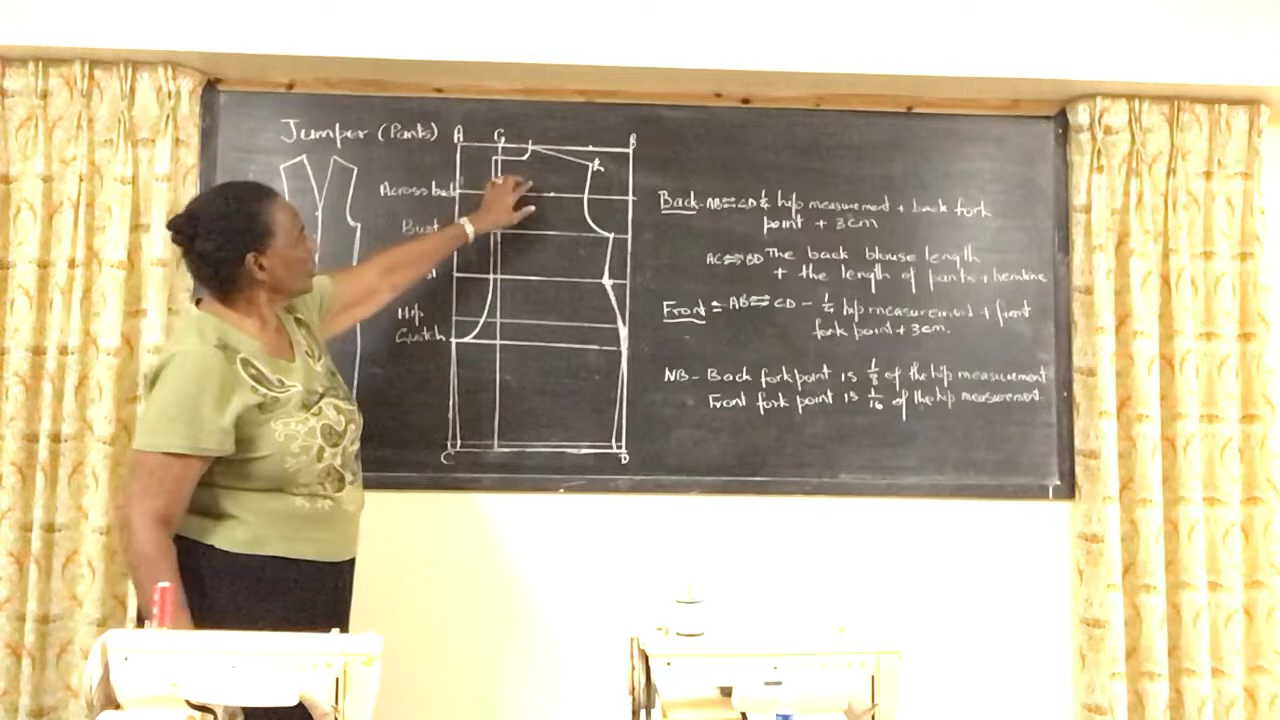 Jumper (Pants)
A G B
K
Across back
Bust
Hip
Crutch
C D
Back - AB ⇌ CD ¼ hip measurement + back fork
point + 3cm
AC ⇌ BD The back blouse length
+ the length of pants + hemline
Front = AB ⇌ CD - ¼ hip measurement + front
fork point + 3cm.
NB - Back fork point is 1/8 of the hip measurement
Front fork point is 1/16 of the hip measurement.